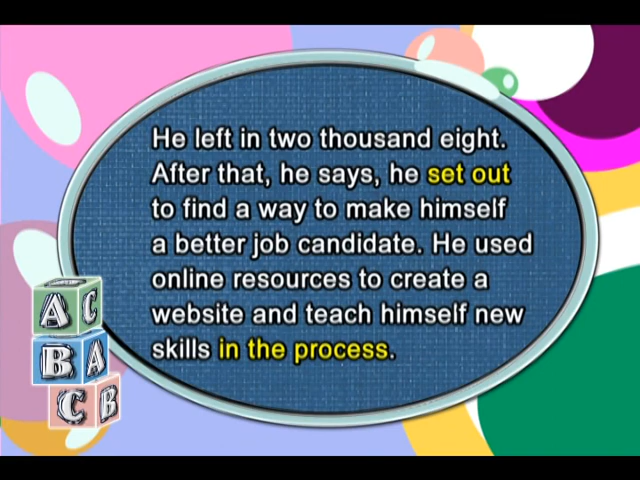 He left in two thousand eight.
After that, he says, he set out
to find a way to make himself
a better job candidate. He used
online resources to create a
website and teach himself new
skills in the process.
A C
B A
C B